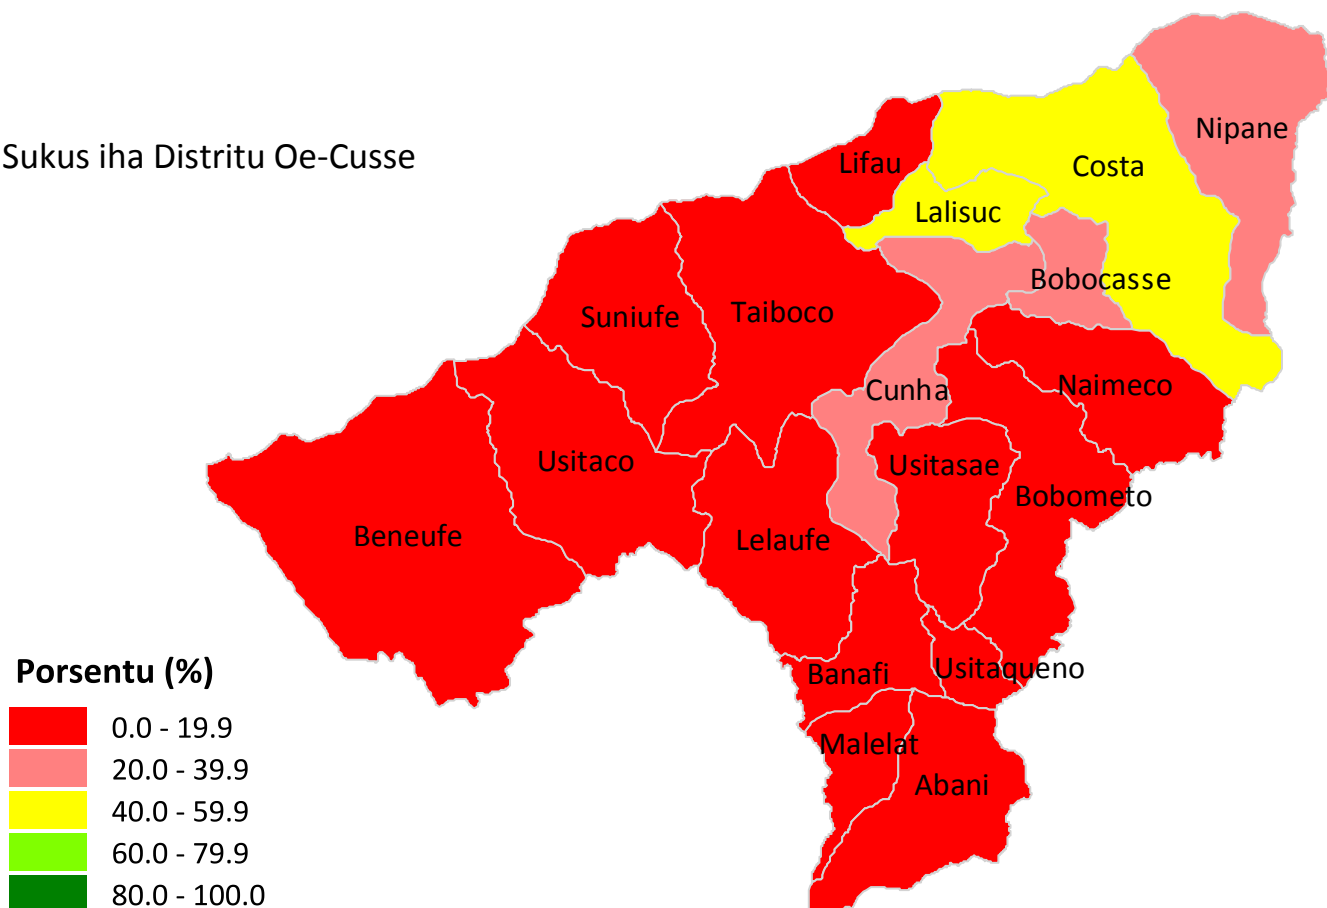 Nipane
Sukus iha Distritu Oe-Cusse
Lifau
Costa
Lalisuc
Bobocasse
Suniufe
Taiboco
Cunha
Naimeco
Usitaco
Usitasae
Bobometo
Beneufe
Lelaufe
Banafi
Usitaqueno
Malelat
Abani
Porsentu (%)
0.0 - 19.9
20.0 - 39.9
40.0 - 59.9
60.0 - 79.9
80.0 - 100.0